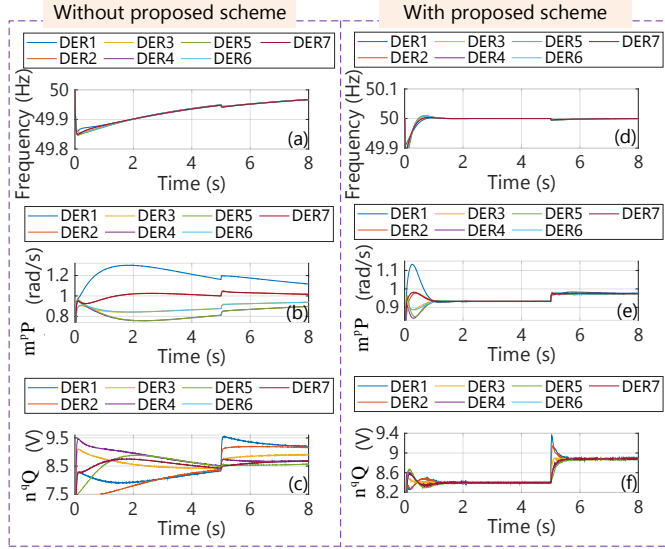 Without proposed scheme
DER1 DER3 DER5 DER7
DER2 DER4 DER6
Frequency (Hz)
50
49.9
49.8
(a)
0 2 4 6 8
Time (s)
DER1 DER3 DER5 DER7
DER2 DER4 DER6
mᵖP (rad/s)
1.2
1
0.8
(b)
0 2 4 6 8
Time (s)
DER1 DER3 DER5 DER7
DER2 DER4 DER6
n𐞥Q (V)
9.5
8.5
7.5
(c)
0 2 4 6 8
Time (s)
With proposed scheme
DER1 DER3 DER5 DER7
DER2 DER4 DER6
Frequency (Hz)
50.1
50
49.9
(d)
0 2 4 6 8
Time (s)
DER1 DER3 DER5 DER7
DER2 DER4 DER6
mᵖP (rad/s)
1.1
1
0.9
(e)
0 2 4 6 8
Time (s)
DER1 DER3 DER5 DER7
DER2 DER4 DER6
n𐞥Q (V)
9.4
9
8.6
8.2
(f)
0 2 4 6 8
Time (s)